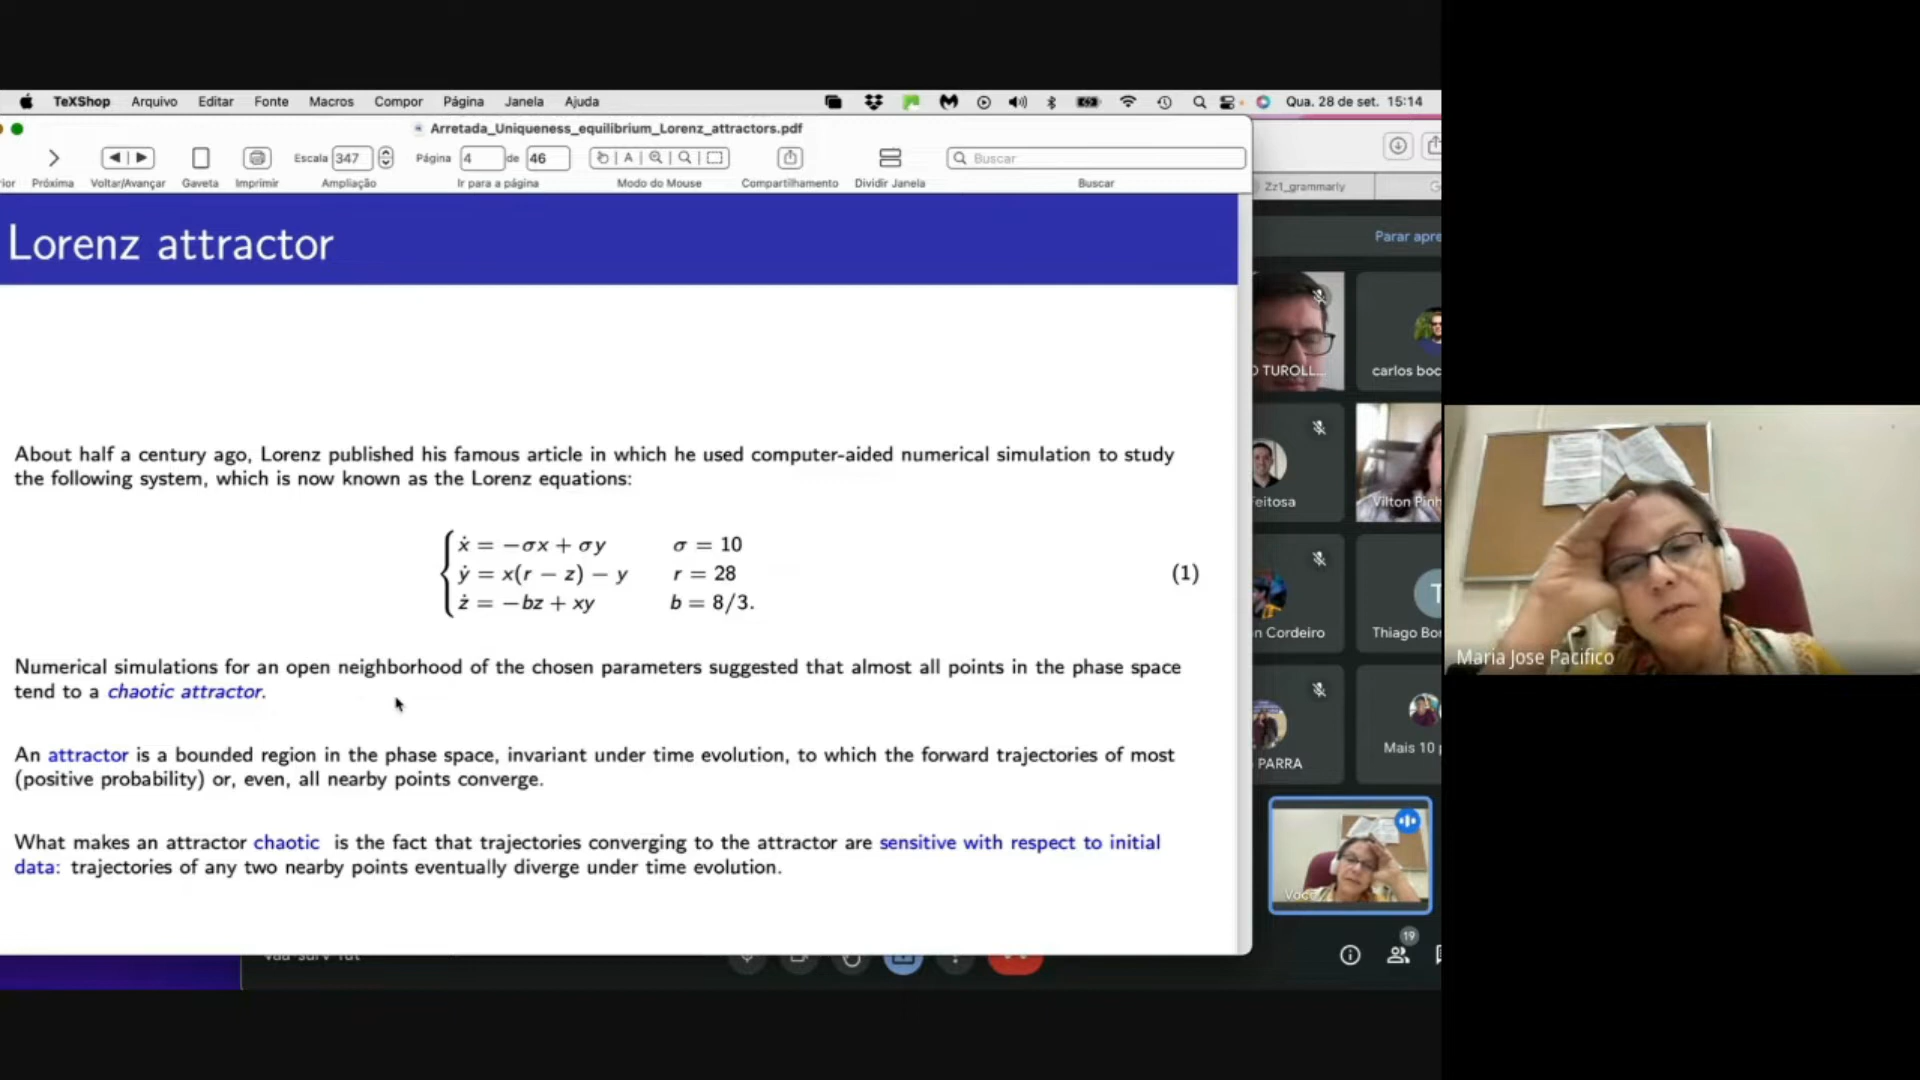 TeXShop Arquivo Editar Fonte Macros Compor Página Janela Ajuda
Qua. 28 de set. 15:14
Arretada_Uniqueness_equilibrium_Lorenz_attractors.pdf
Escala 347 Página 4 de 46 Buscar
Próxima Voltar/Avançar Gaveta Imprimir Ampliação Ir para a página Modo do Mouse Compartilhamento Dividir Janela Buscar
Zz1_grammarly
Parar apre
Lorenz attractor
About half a century ago, Lorenz published his famous article in which he used computer-aided numerical simulation to study
the following system, which is now known as the Lorenz equations:
ẋ = −σx + σy σ = 10
ẏ = x(r − z) − y r = 28 (1)
ż = −bz + xy b = 8/3.
Numerical simulations for an open neighborhood of the chosen parameters suggested that almost all points in the phase space
tend to a chaotic attractor.
An attractor is a bounded region in the phase space, invariant under time evolution, to which the forward trajectories of most
(positive probability) or, even, all nearby points converge.
What makes an attractor chaotic is the fact that trajectories converging to the attractor are sensitive with respect to initial
data: trajectories of any two nearby points eventually diverge under time evolution.
TUROLL... carlos boc
eitosa Vilton Pinh
n Cordeiro T Thiago Bor
PARRA Mais 10 p
Você
19
Maria Jose Pacifico